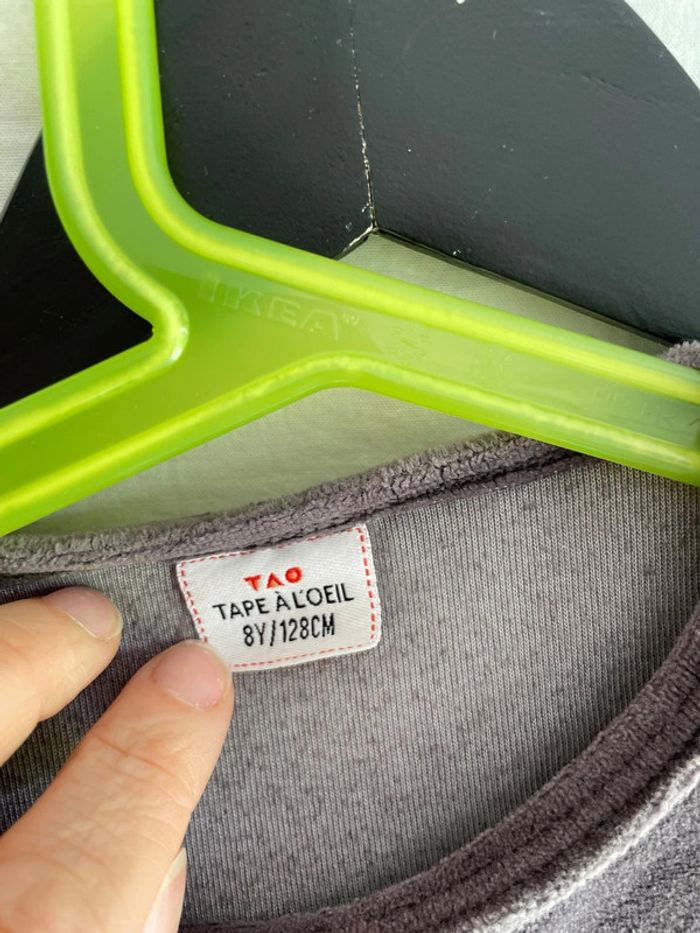 IKEA®
TAO
TAPE À L'OEIL
8Y/128CM